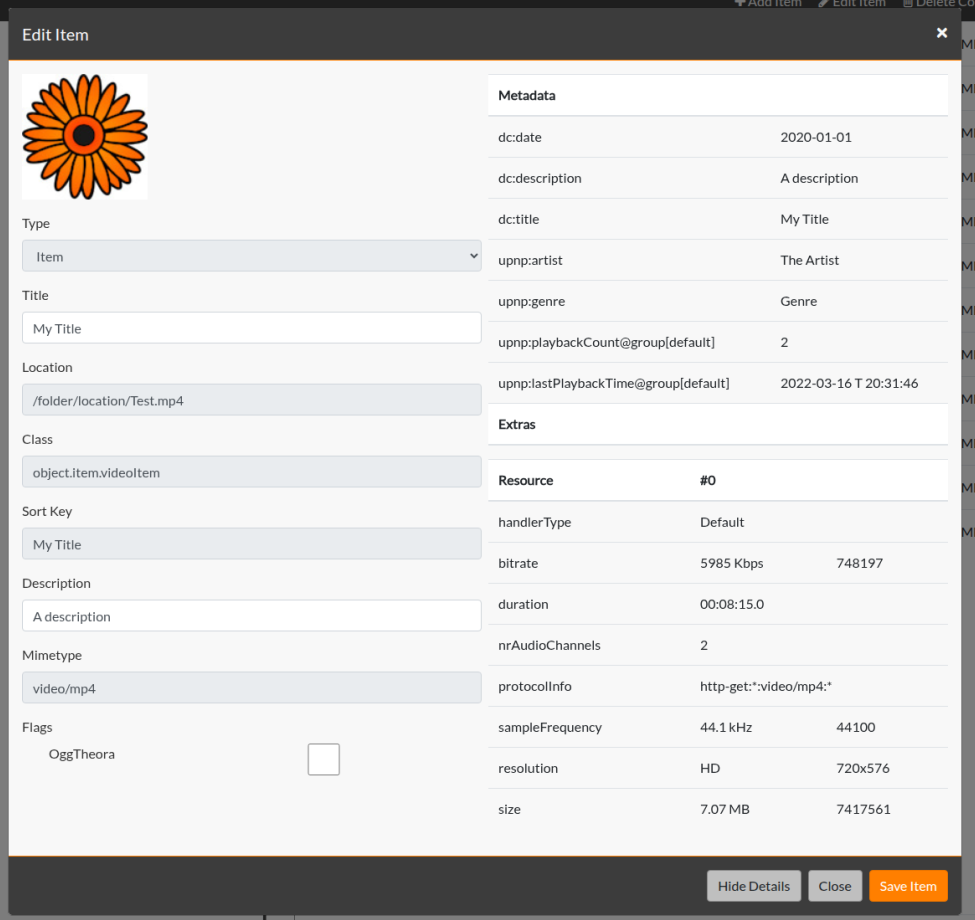 Add Item Edit Item
Edit Item ×
Type
Item
Title
My Title
Location
/folder/location/Test.mp4
Class
object.item.videoItem
Sort Key
My Title
Description
A description
Mimetype
video/mp4
Flags
OggTheora
Metadata
dc:date 2020-01-01
dc:description A description
dc:title My Title
upnp:artist The Artist
upnp:genre Genre
upnp:playbackCount@group[default] 2
upnp:lastPlaybackTime@group[default] 2022-03-16 T 20:31:46
Extras
Resource #0
handlerType Default
bitrate 5985 Kbps 748197
duration 00:08:15.0
nrAudioChannels 2
protocolInfo http-get:*:video/mp4:*
sampleFrequency 44.1 kHz 44100
resolution HD 720x576
size 7.07 MB 7417561
Hide Details Close Save Item